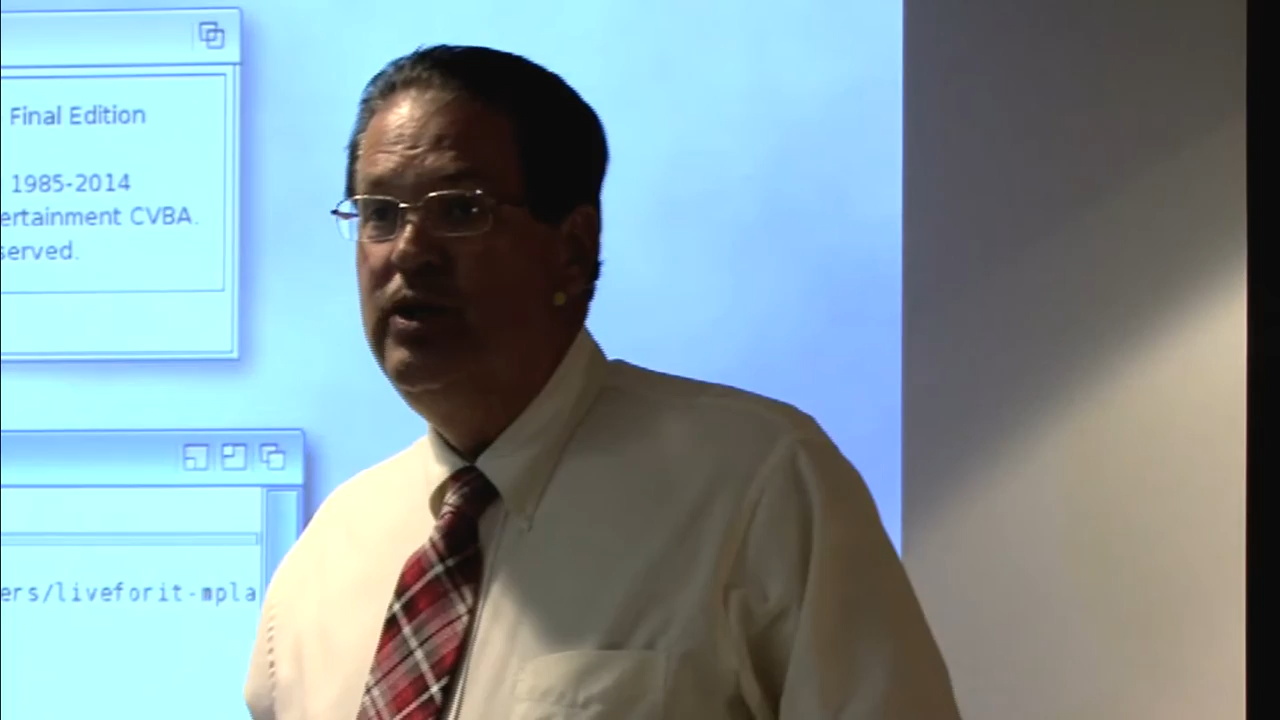 Final Edition
1985-2014
ertainment CVBA.
served.
ers/liveforit-mpla